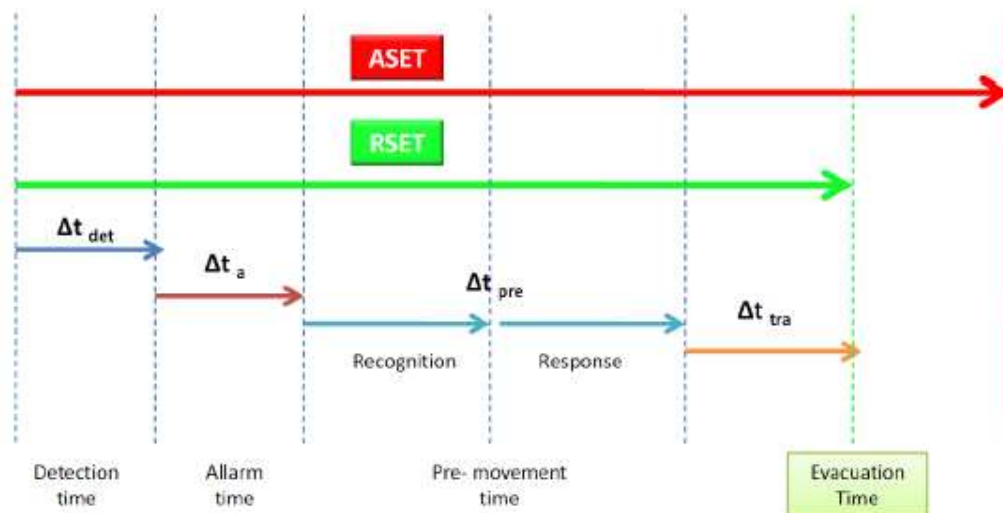 ASET
RSET
Δt det
Δt a
Δt pre
Δt tra
Recognition
Response
Detection
time
Allarm
time
Pre- movement
time
Evacuation
Time